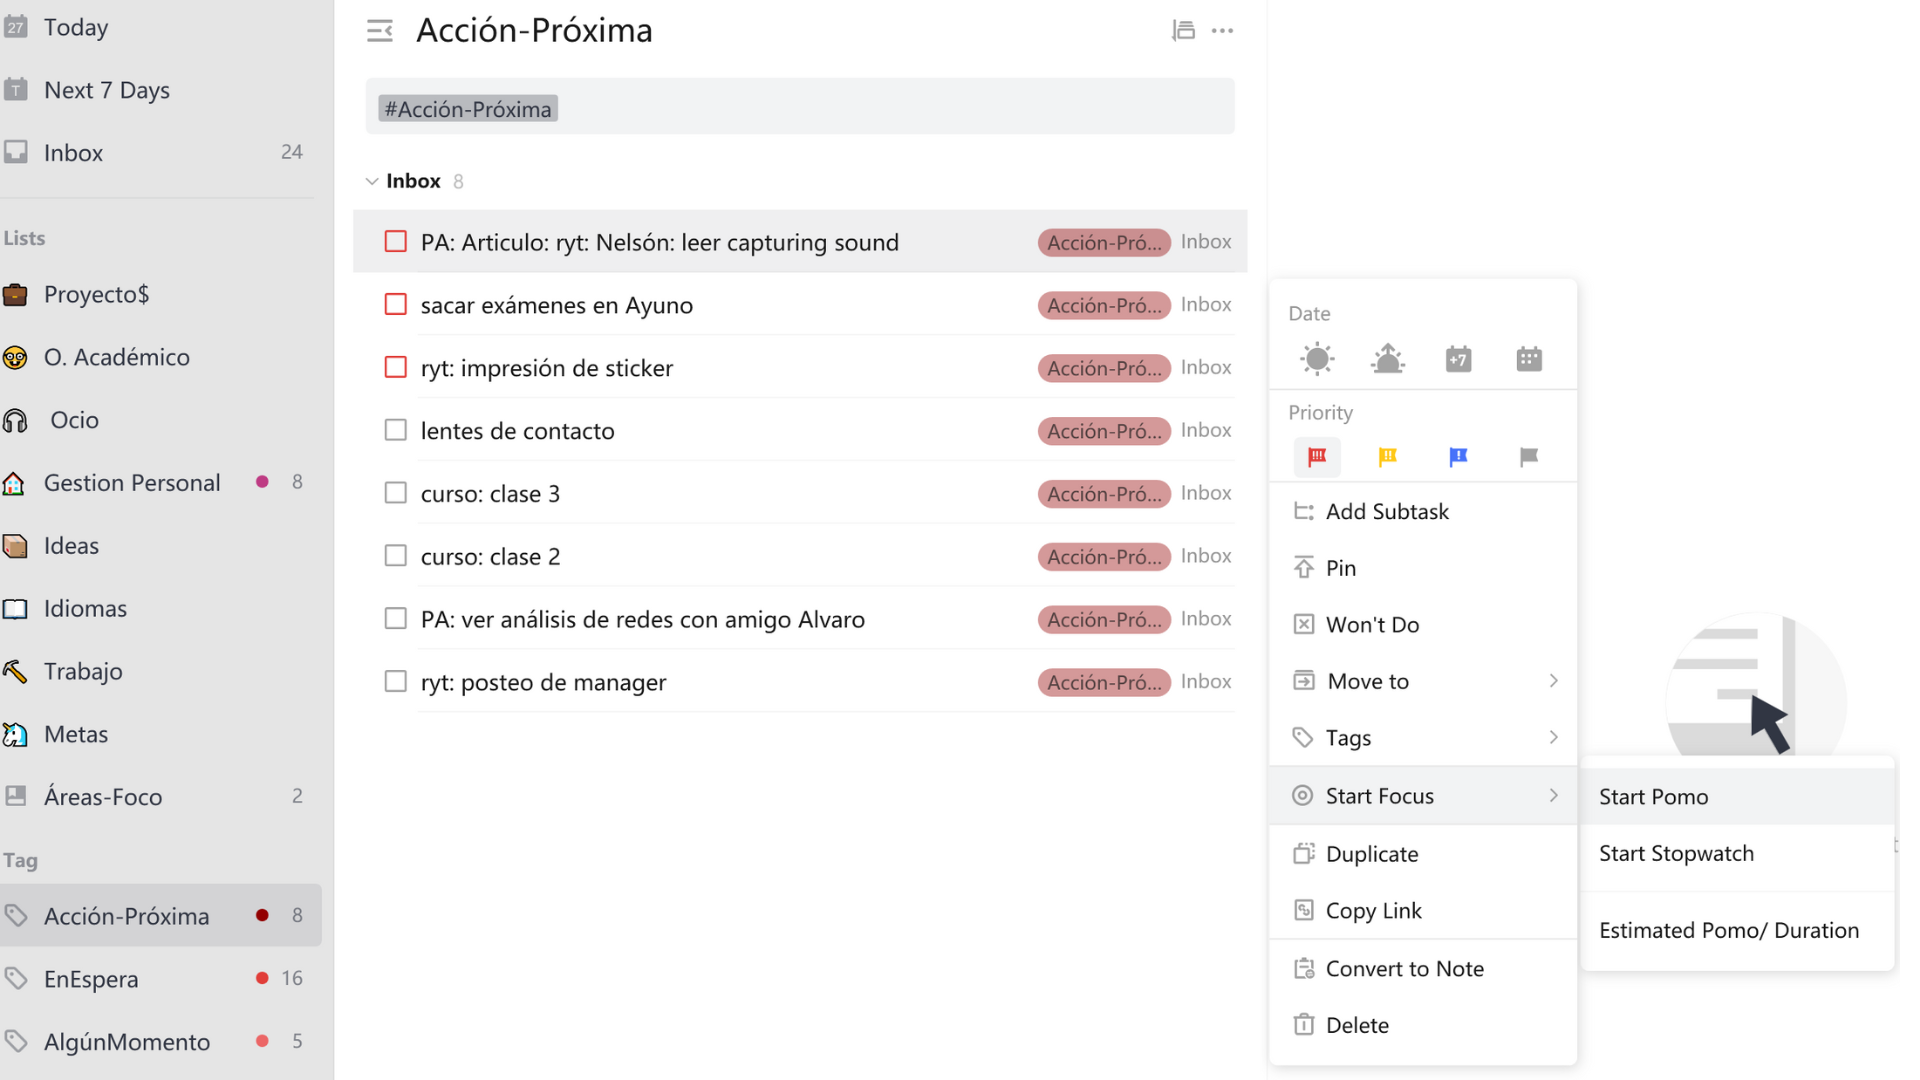 27 Today
T Next 7 Days
Inbox 24
Lists
Proyecto$
O. Académico
Ocio
Gestion Personal 8
Ideas
Idiomas
Trabajo
Metas
Áreas-Foco 2
Tag
Acción-Próxima 8
EnEspera 16
AlgúnMomento 5
Acción-Próxima
#Acción-Próxima
Inbox 8
PA: Articulo: ryt: Nelsón: leer capturing sound Acción-Pró... Inbox
sacar exámenes en Ayuno Acción-Pró... Inbox
ryt: impresión de sticker Acción-Pró... Inbox
lentes de contacto Acción-Pró... Inbox
curso: clase 3 Acción-Pró... Inbox
curso: clase 2 Acción-Pró... Inbox
PA: ver análisis de redes con amigo Alvaro Acción-Pró... Inbox
ryt: posteo de manager Acción-Pró... Inbox
Date
+7
Priority
Add Subtask
Pin
Won't Do
Move to
Tags
Start Focus
Duplicate
Copy Link
Convert to Note
Delete
Start Pomo
Start Stopwatch
Estimated Pomo/ Duration